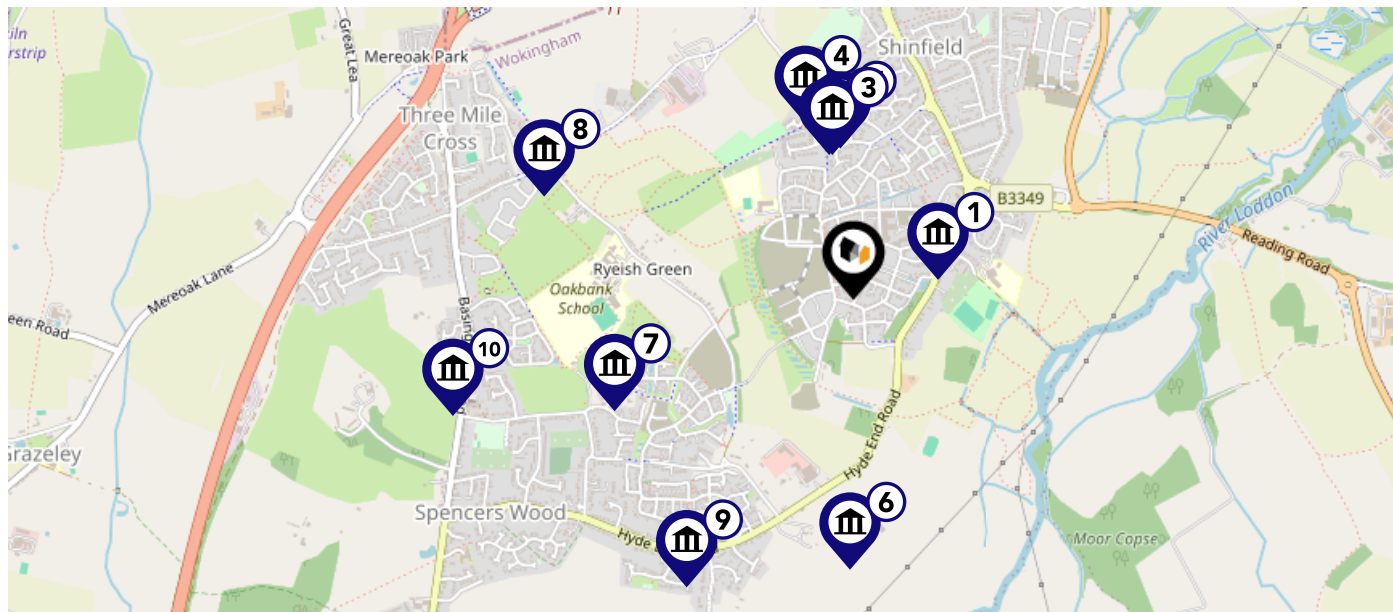 Great Lea
Mereoak Park
Wokingham
Shinfield
Three Mile
Cross
4
3
8
1
B3349
River Loddon
Reading Road
Mereoak Lane
Ryeish Green
Oakbank
School
7
10
Hyde End Road
Spencers Wood
6
9
Hyde
Moor Copse
Grazeley